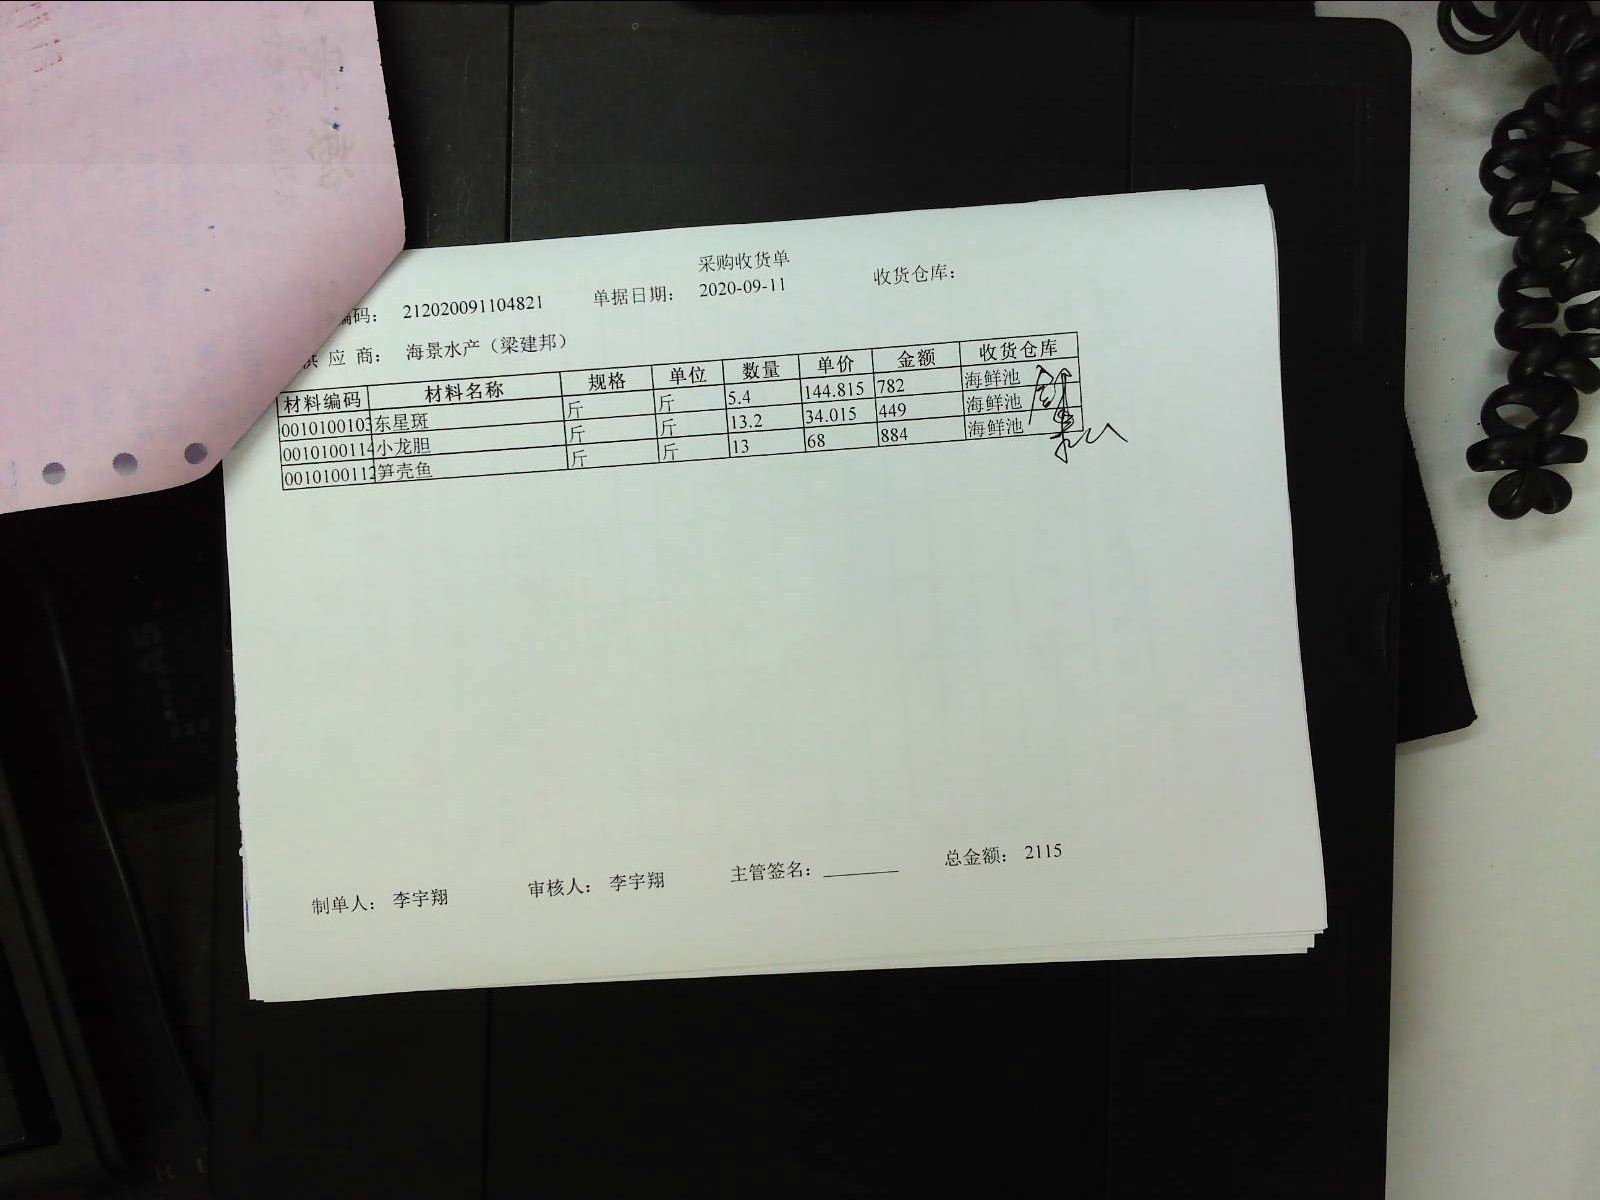 采购收货单
编码： 212020091104821 单据日期： 2020-09-11 收货仓库：
供 应 商： 海景水产（梁建邦）
材料编码 材料名称 规格 单位 数量 单价 金额 收货仓库
0010100103 东星斑 斤 斤 5.4 144.815 782 海鲜池
0010100114 小龙胆 斤 斤 13.2 34.015 449 海鲜池
0010100112 笋壳鱼 斤 斤 13 68 884 海鲜池
制单人： 李宇翔 审核人： 李宇翔 主管签名： 总金额： 2115